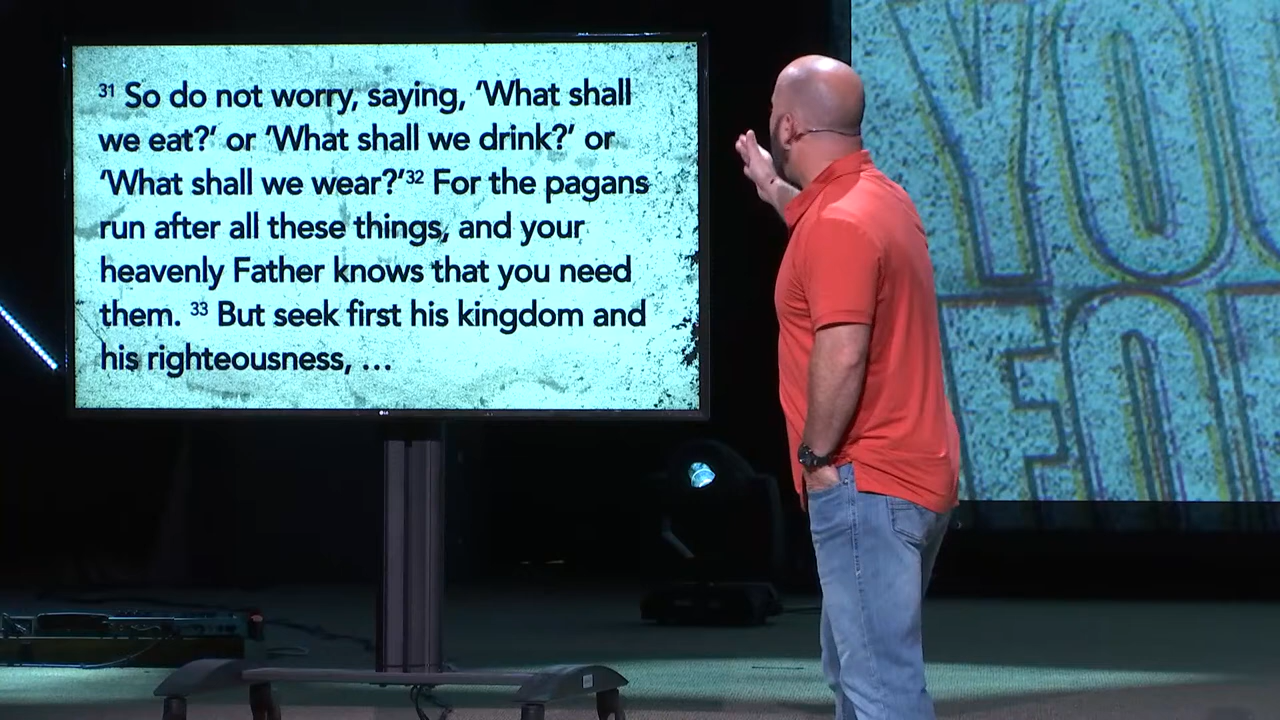 ³¹ So do not worry, saying, ‘What shall
we eat?’ or ‘What shall we drink?’ or
‘What shall we wear?’³² For the pagans
run after all these things, and your
heavenly Father knows that you need
them. ³³ But seek first his kingdom and
his righteousness, …
LG